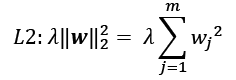 L2: λ‖w‖₂² = λ ∑ⱼ₌₁ᵐ wⱼ²